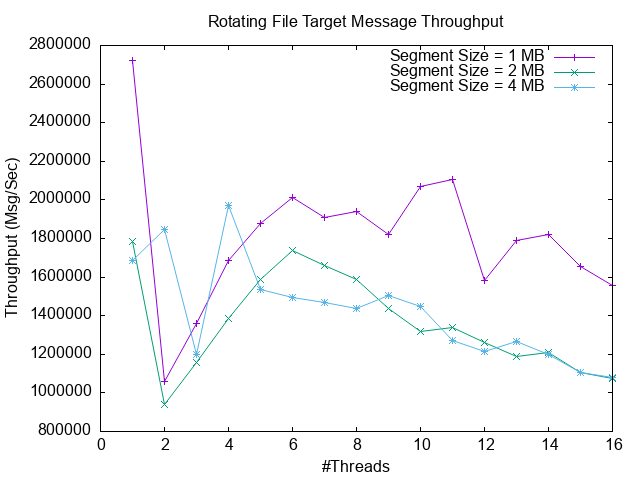 Rotating File Target Message Throughput
Segment Size = 1 MB
Segment Size = 2 MB
Segment Size = 4 MB
Throughput (Msg/Sec)
2800000
2600000
2400000
2200000
2000000
1800000
1600000
1400000
1200000
1000000
800000
0 2 4 6 8 10 12 14 16
#Threads